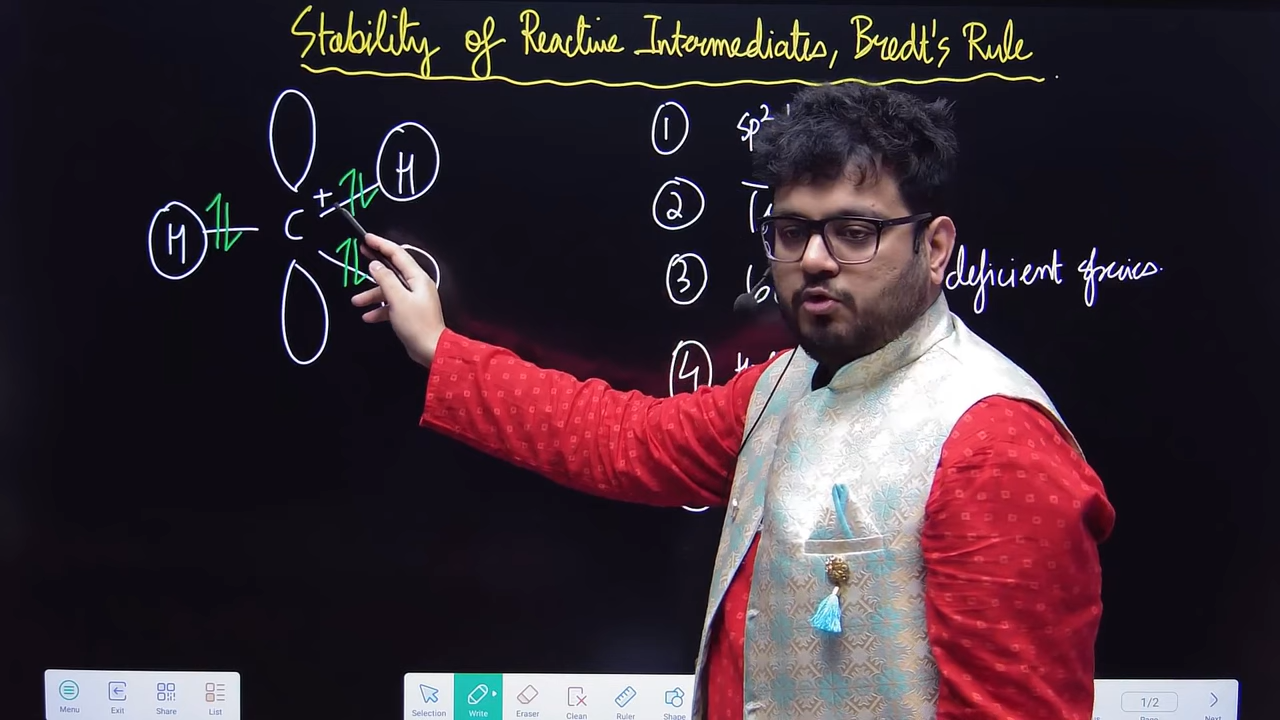 Stability of Reactive Intermediates, Bredt's Rule
H
C
+
H
1 sp²
2
3 deficient species.
4
Menu
Exit
Share
List
Selection
Write
Eraser
Clean
Ruler
Shape
1/2
Next